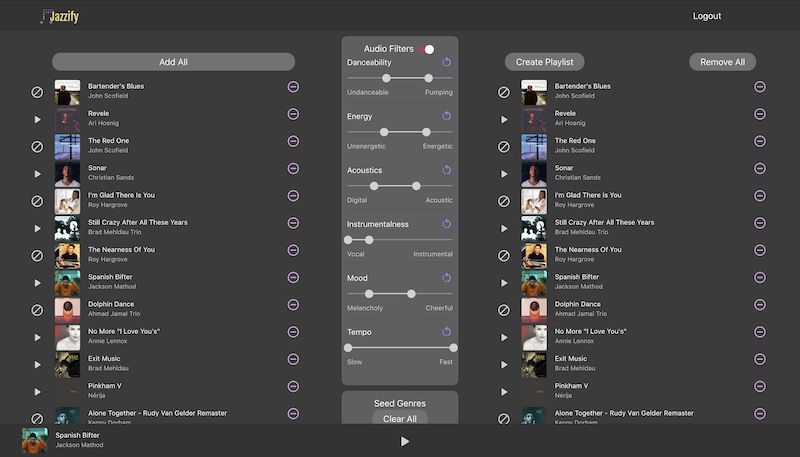 Jazzify
Logout
Add All
Bartender's Blues
John Scofield
Revele
Ari Hoenig
The Red One
John Scofield
Sonar
Christian Sands
I'm Glad There Is You
Roy Hargrove
Still Crazy After All These Years
Brad Mehldau Trio
The Nearness Of You
Roy Hargrove
Spanish Bifter
Jackson Mathod
Dolphin Dance
Ahmad Jamal Trio
No More "I Love You's"
Annie Lennox
Exit Music
Brad Mehldau
Pinkham V
Nérija
Alone Together - Rudy Van Gelder Remaster
Kenny Dorham
Audio Filters
Danceability
Undanceable Pumping
Energy
Unenergetic Energetic
Acoustics
Digital Acoustic
Instrumentalness
Vocal Instrumental
Mood
Melancholy Cheerful
Tempo
Slow Fast
Seed Genres
Clear All
Create Playlist Remove All
Bartender's Blues
John Scofield
Revele
Ari Hoenig
The Red One
John Scofield
Sonar
Christian Sands
I'm Glad There Is You
Roy Hargrove
Still Crazy After All These Years
Brad Mehldau Trio
The Nearness Of You
Roy Hargrove
Spanish Bifter
Jackson Mathod
Dolphin Dance
Ahmad Jamal Trio
No More "I Love You's"
Annie Lennox
Exit Music
Brad Mehldau
Pinkham V
Nérija
Alone Together - Rudy Van Gelder Remaster
Kenny Dorham
Spanish Bifter
Jackson Mathod